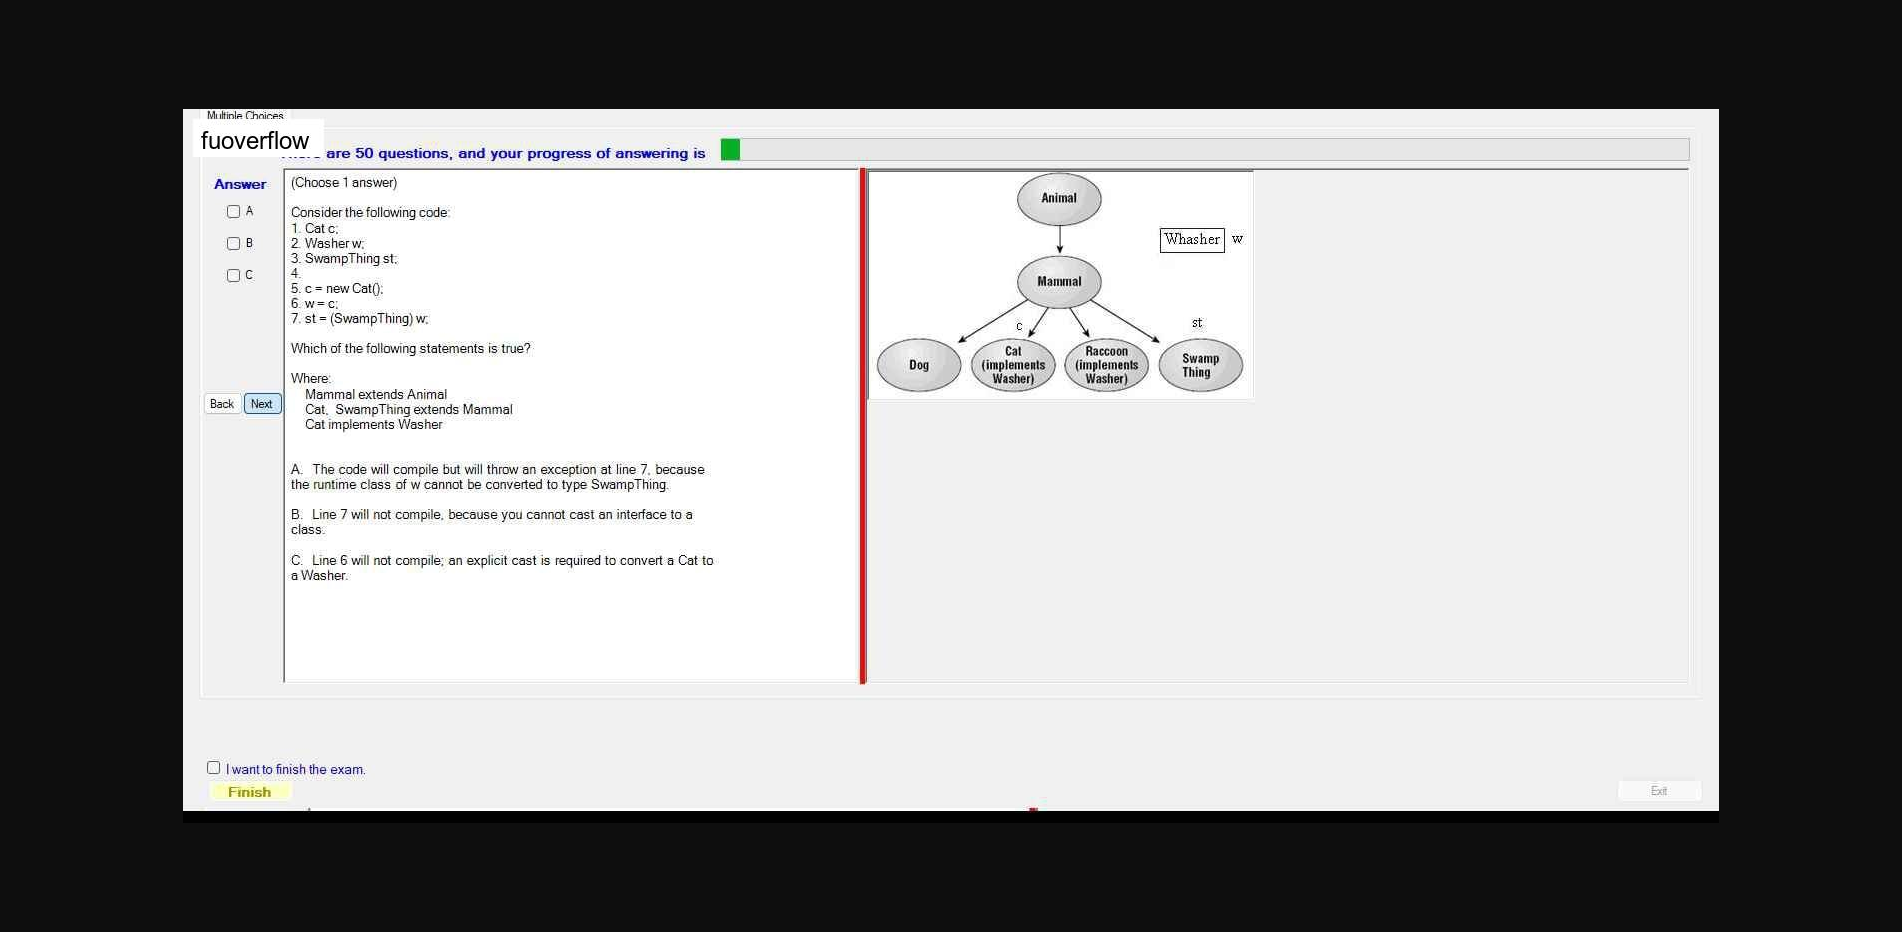 Multiple Choices
fuoverflow
are 50 questions, and your progress of answering is
Answer
A
B
C
Back
Next
(Choose 1 answer)
Consider the following code:
1. Cat c;
2. Washer w;
3. SwampThing st;
4.
5. c = new Cat();
6. w = c;
7. st = (SwampThing) w;
Which of the following statements is true?
Where:
Mammal extends Animal
Cat, SwampThing extends Mammal
Cat implements Washer
A. The code will compile but will throw an exception at line 7, because
the runtime class of w cannot be converted to type SwampThing.
B. Line 7 will not compile, because you cannot cast an interface to a
class.
C. Line 6 will not compile; an explicit cast is required to convert a Cat to
a Washer.
Animal
Whasher w
Mammal
c
st
Dog
Cat
(implements
Washer)
Raccoon
(implements
Washer)
Swamp
Thing
I want to finish the exam.
Finish
Exit